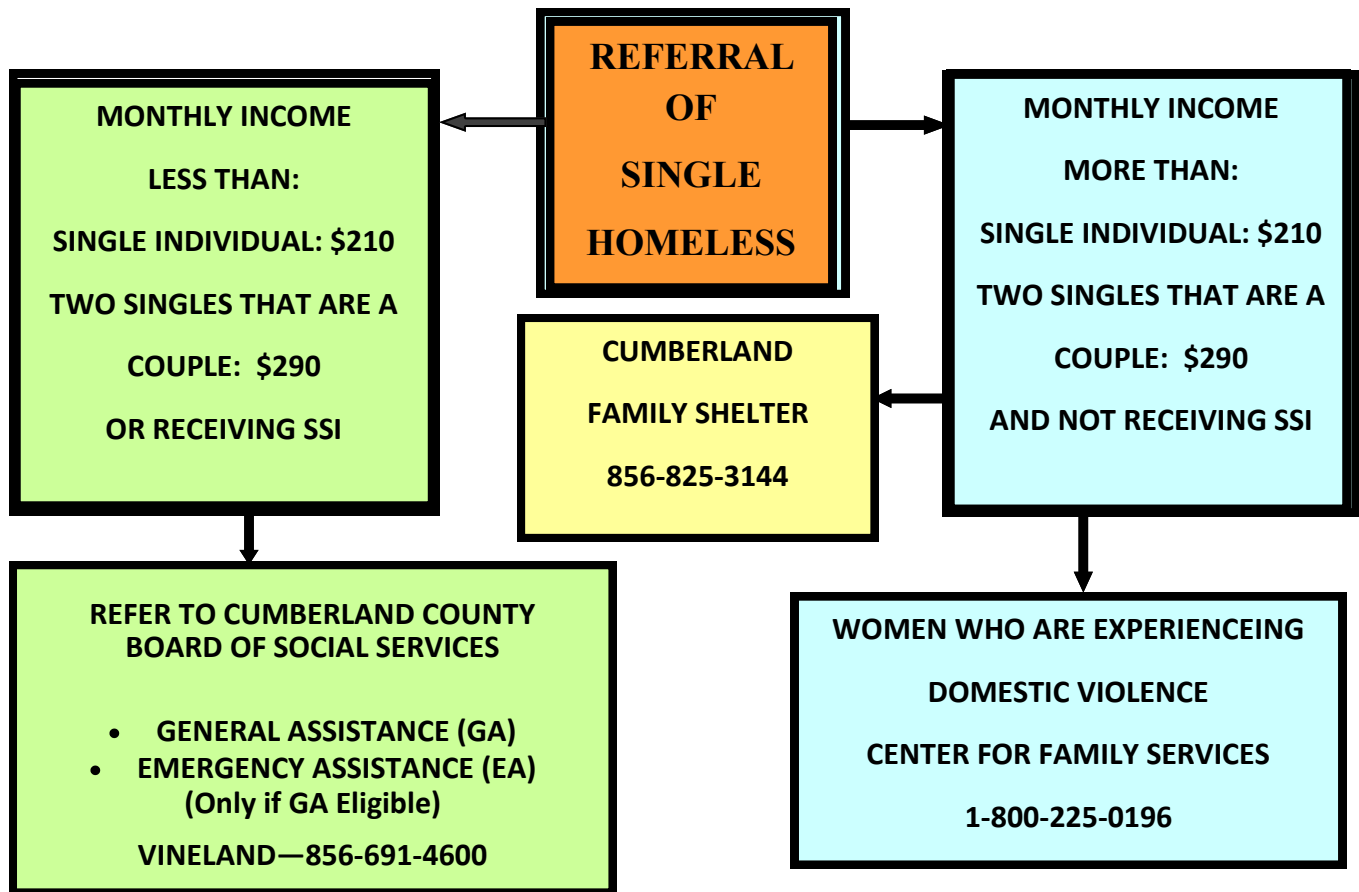 REFERRAL
OF
SINGLE
HOMELESS
MONTHLY INCOME
LESS THAN:
SINGLE INDIVIDUAL: $210
TWO SINGLES THAT ARE A
COUPLE: $290
OR RECEIVING SSI
MONTHLY INCOME
MORE THAN:
SINGLE INDIVIDUAL: $210
TWO SINGLES THAT ARE A
COUPLE: $290
AND NOT RECEIVING SSI
CUMBERLAND
FAMILY SHELTER
856-825-3144
REFER TO CUMBERLAND COUNTY
BOARD OF SOCIAL SERVICES
• GENERAL ASSISTANCE (GA)
• EMERGENCY ASSISTANCE (EA)
(Only if GA Eligible)
VINELAND—856-691-4600
WOMEN WHO ARE EXPERIENCEING
DOMESTIC VIOLENCE
CENTER FOR FAMILY SERVICES
1-800-225-0196